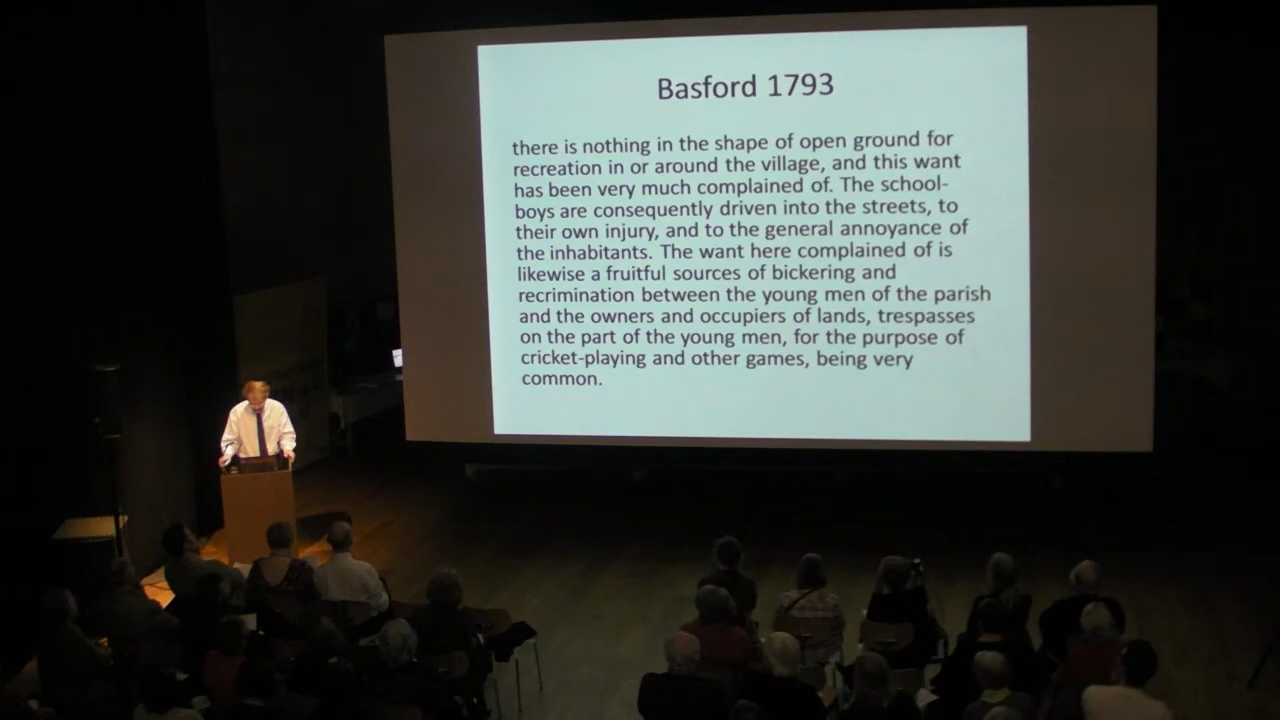 Basford 1793
there is nothing in the shape of open ground for
recreation in or around the village, and this want
has been very much complained of. The school-
boys are consequently driven into the streets, to
their own injury, and to the general annoyance of
the inhabitants. The want here complained of is
likewise a fruitful sources of bickering and
recrimination between the young men of the parish
and the owners and occupiers of lands, trespasses
on the part of the young men, for the purpose of
cricket-playing and other games, being very
common.